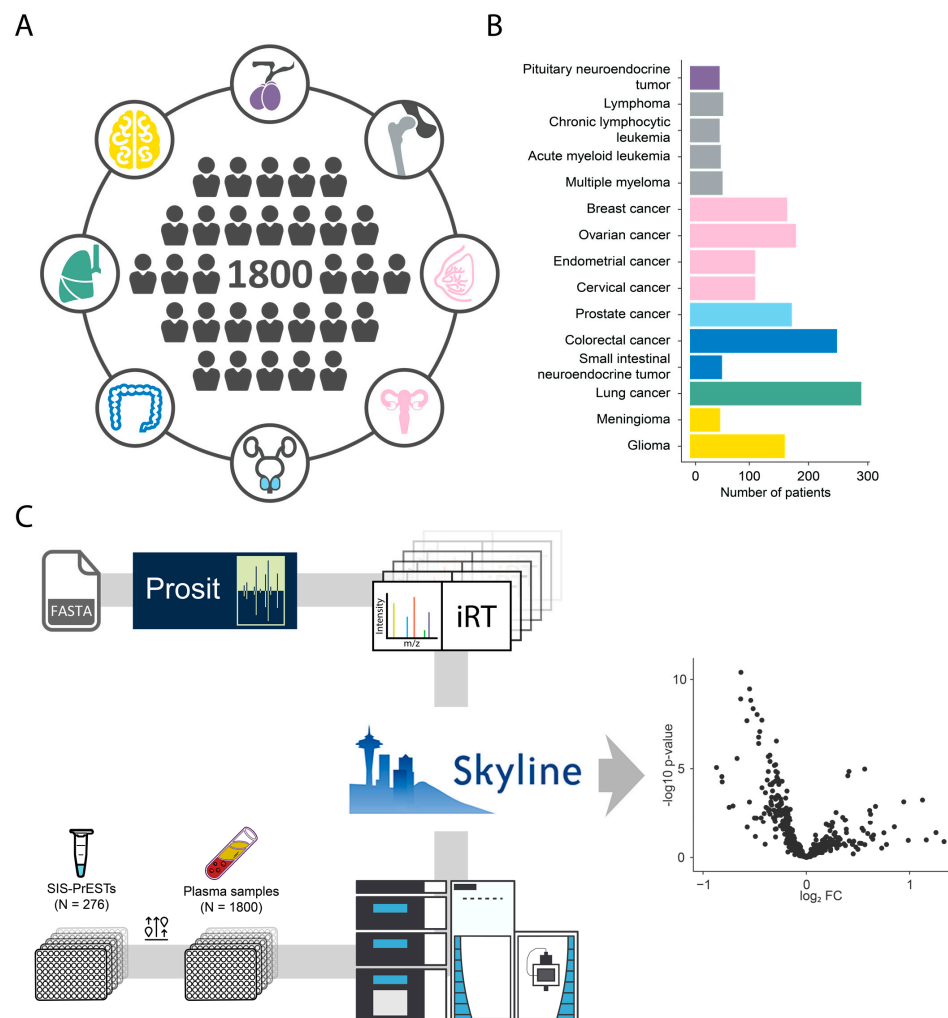 A
1800
B
Pituitary neuroendocrine
tumor
Lymphoma
Chronic lymphocytic
leukemia
Acute myeloid leukemia
Multiple myeloma
Breast cancer
Ovarian cancer
Endometrial cancer
Cervical cancer
Prostate cancer
Colorectal cancer
Small intestinal
neuroendocrine tumor
Lung cancer
Meningioma
Glioma
0 100 200 300
Number of patients
C
FASTA
Prosit
Intensity
m/z
iRT
Skyline
SIS-PrESTs
(N = 276)
Plasma samples
(N = 1800)
-log10 p-value
10
5
0
−1 0 1
log₂ FC